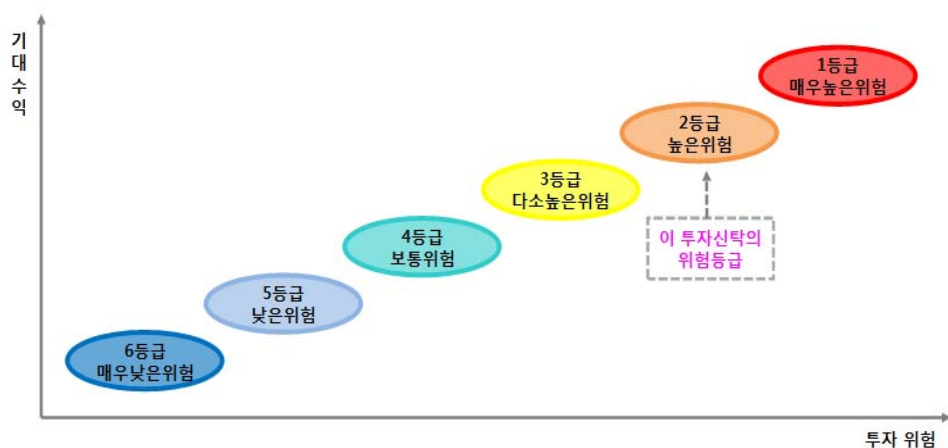 기
대
수
익
1등급
매우높은위험
2등급
높은위험
3등급
다소높은위험
이 투자신탁의
위험등급
4등급
보통위험
5등급
낮은위험
6등급
매우낮은위험
투자 위험